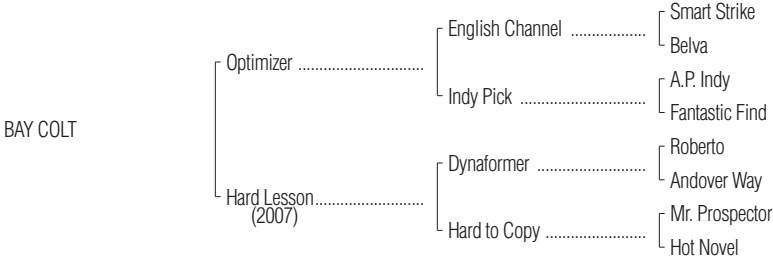 Smart Strike
English Channel ......................
Belva
Optimizer ............................
A.P. Indy
Indy Pick ............................
Fantastic Find
BAY COLT
Roberto
Dynaformer ........................
Andover Way
Hard Lesson........................
(2007)
Mr. Prospector
Hard to Copy ......................
Hot Novel